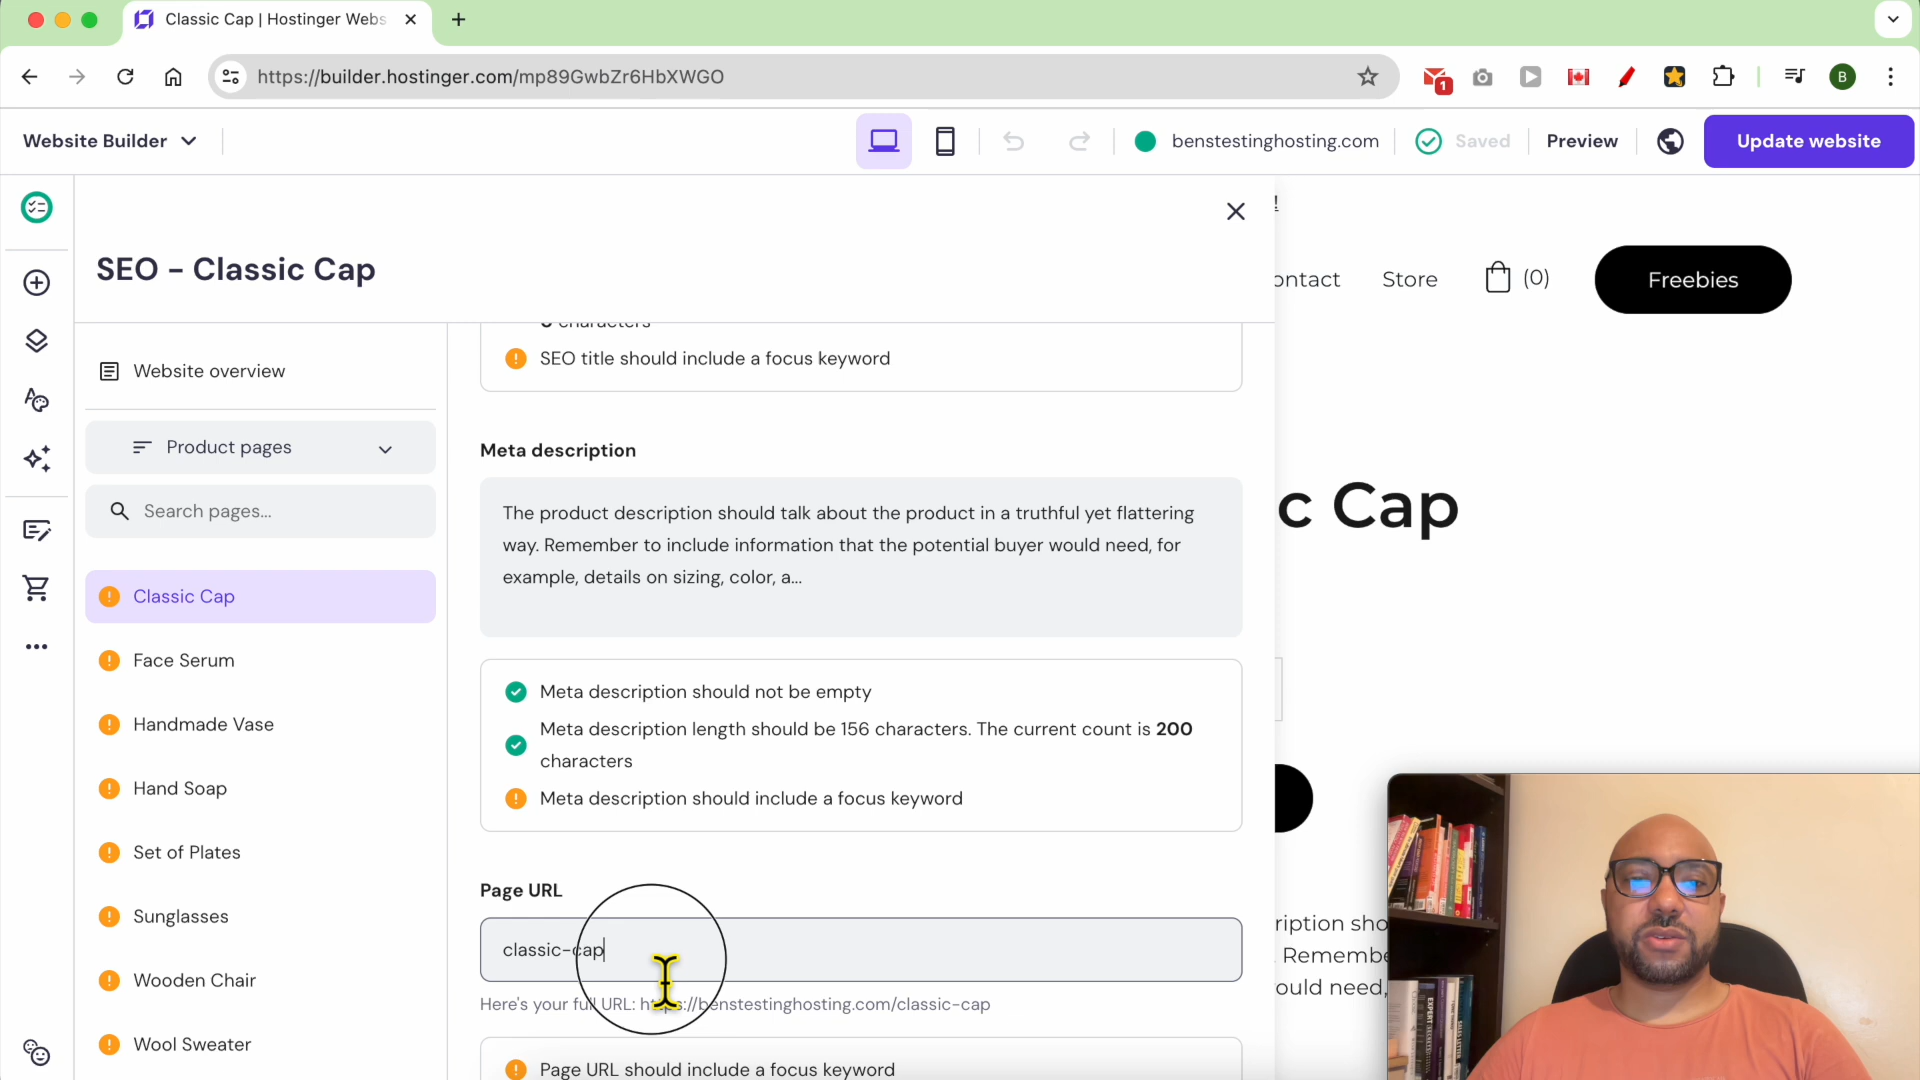 Classic Cap | Hostinger Webs
https://builder.hostinger.com/mp89GwbZr6HbXWGO
1
B
Website Builder
benstestinghosting.com
Saved
Preview
Update website
!
SEO - Classic Cap
ontact
Store
(0)
Freebies
characters
Website overview
SEO title should include a focus keyword
Product pages
Meta description
Search pages...
The product description should talk about the product in a truthful yet flattering
way. Remember to include information that the potential buyer would need, for
example, details on sizing, color, a...
c Cap
Classic Cap
Face Serum
Handmade Vase
Hand Soap
Set of Plates
Sunglasses
Wooden Chair
Wool Sweater
Meta description should not be empty
Meta description length should be 156 characters. The current count is 200
characters
Meta description should include a focus keyword
Page URL
classic-cap
Here's your full URL: https://benstestinghosting.com/classic-cap
Page URL should include a focus keyword
ription sho
. Remembe
ould need,